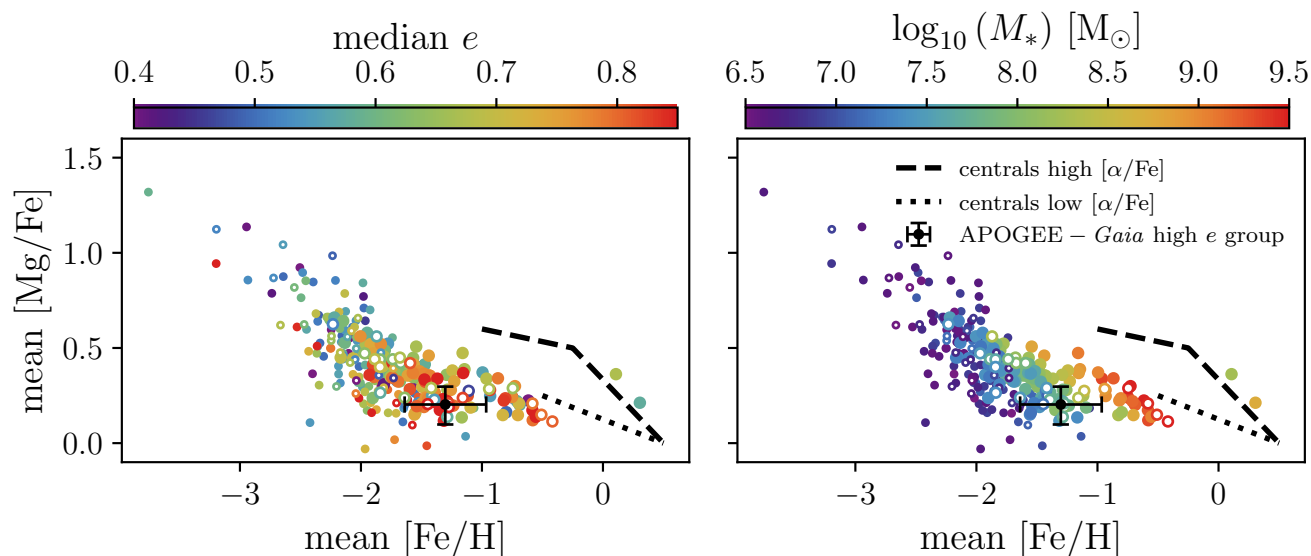 median e
0.4 0.5 0.6 0.7 0.8
mean [Mg/Fe]
1.5
1.0
0.5
0.0
−3 −2 −1 0
mean [Fe/H]
log₁₀ (M∗) [M⊙]
6.5 7.0 7.5 8.0 8.5 9.0 9.5
centrals high [α/Fe]
centrals low [α/Fe]
APOGEE − Gaia high e group
−3 −2 −1 0
mean [Fe/H]